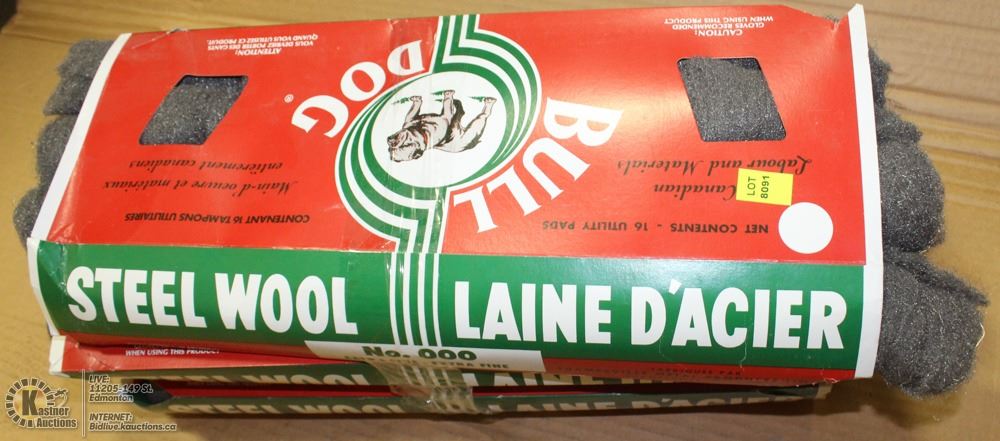 CAUTION:
GLOVES RECOMMENDED
WHEN USING THIS PRODUCT
ATTENTION:
VOUS DEVRIEZ PORTER DES GANTS
QUAND VOUS UTILISEZ CE PRODUIT.
BULL
DOG
®
Canadian
Labour and Materials
Main-d'oeuvre et matériaux
entièrement canadiens
LOT
8091
NET CONTENTS - 16 UTILITY PADS
CONTENANT 16 TAMPONS UTILITAIRES
STEEL WOOL
LAINE D'ACIER
No. 000
EXTRA FINE
WHEN USING THIS PRODUCT
WOOL
STEEL WOOL
LAINE D'ACIER
Kastner
Auctions
LIVE:
11205-149 St.
Edmonton
INTERNET:
Bidlive.kauctions.ca